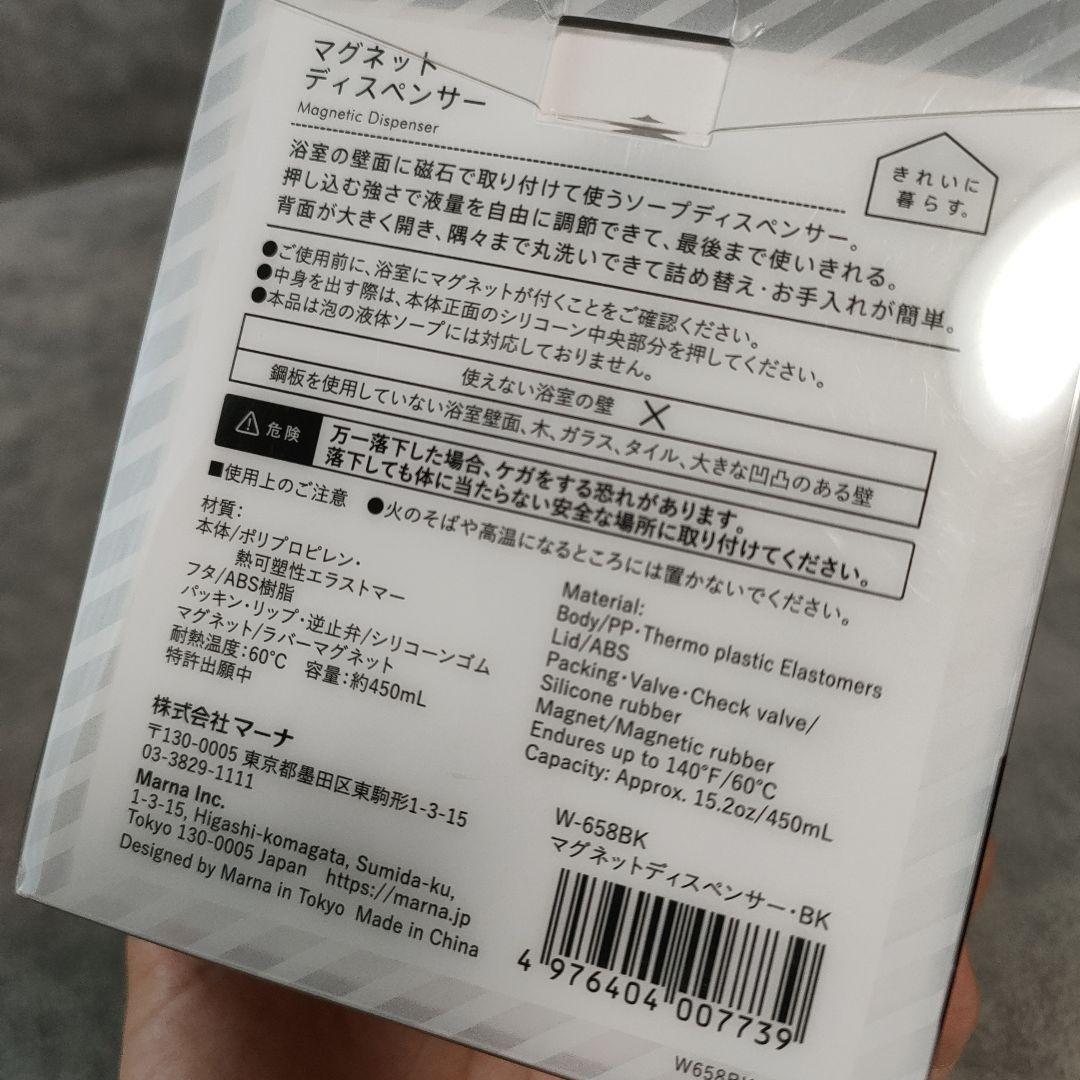 マグネット
ディスペンサー
Magnetic Dispenser
きれいに
暮らす。
浴室の壁面に磁石で取り付けて使うソープディスペンサー。
押し込む強さで液量を自由に調節できて、最後まで使いきれる。
背面が大きく開き、隅々まで丸洗いできて詰め替え・お手入れが簡単。
●ご使用前に、浴室にマグネットが付くことをご確認ください。
●中身を出す際は、本体正面のシリコーン中央部分を押してください。
●本品は泡の液体ソープには対応しておりません。
使えない浴室の壁 ×
鋼板を使用していない浴室壁面、木、ガラス、タイル、大きな凹凸のある壁
⚠危険
万一落下した場合、ケガをする恐れがあります。
落下しても体に当たらない安全な場所に取り付けてください。
■使用上のご注意 ●火のそばや高温になるところには置かないでください。
材質：
本体/ポリプロピレン・
熱可塑性エラストマー
フタ/ABS樹脂
パッキン・リップ・逆止弁/シリコーンゴム
マグネット/ラバーマグネット
耐熱温度：60℃ 容量：約450mL
特許出願中
Material:
Body/PP・Thermo plastic Elastomers
Lid/ABS
Packing・Valve・Check valve/
Silicone rubber
Magnet/Magnetic rubber
Endures up to 140°F/60℃
Capacity: Approx. 15.2oz/450mL
株式会社 マーナ
〒130-0005 東京都墨田区東駒形1-3-15
03-3829-1111
Marna Inc.
1-3-15, Higashi-komagata, Sumida-ku,
Tokyo 130-0005 Japan https://marna.jp
Designed by Marna in Tokyo Made in China
W-658BK
マグネットディスペンサー・BK
4 976404 007739